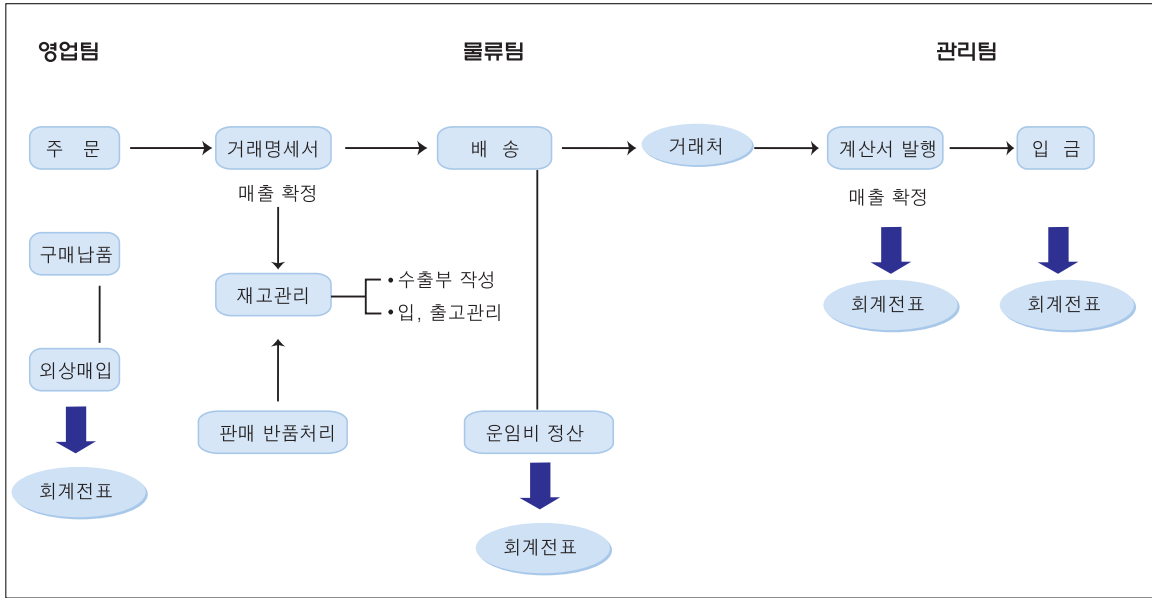 영업팀
물류팀
관리팀
주 문
거래명세서
배 송
거래처
계산서 발행
입 금
매출 확정
매출 확정
구매납품
재고관리
• 수출부 작성
• 입, 출고관리
회계전표
회계전표
외상매입
판매 반품처리
운임비 정산
회계전표
회계전표